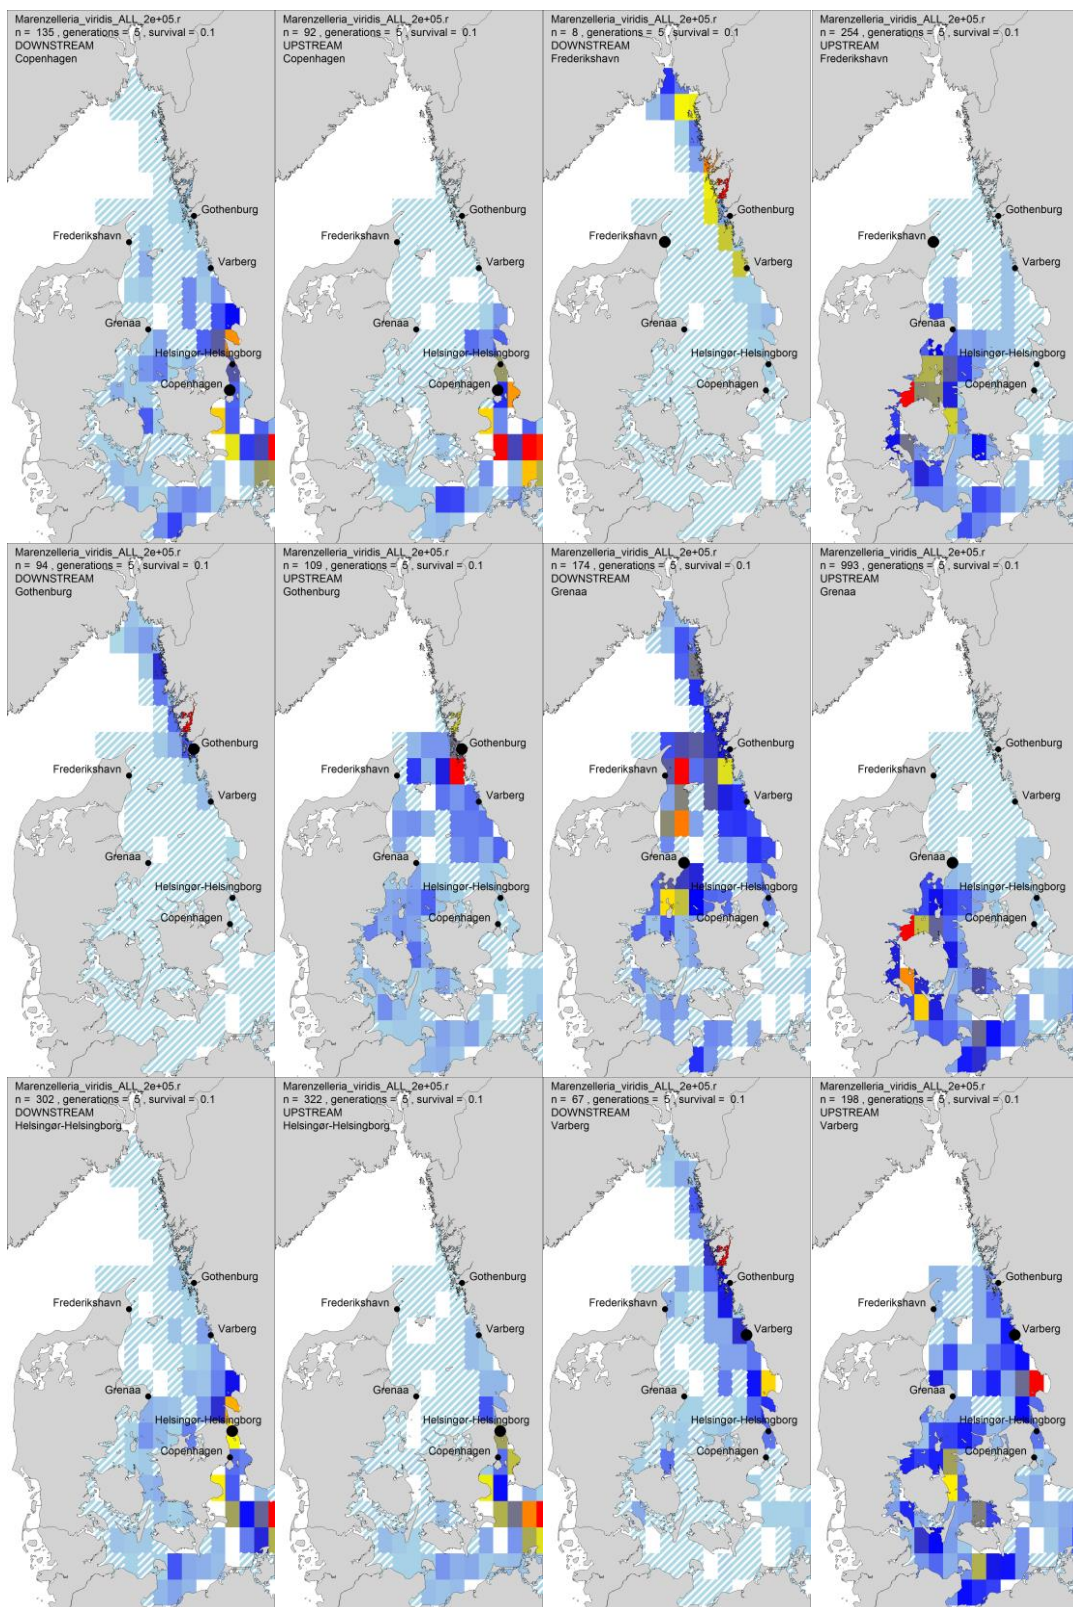 Marenzelleria_viridis_ALL_2e+05.r
n = 135 , generations = 5 , survival = 0.1
DOWNSTREAM
Copenhagen
Gothenburg
Frederikshavn
Varberg
Grenaa
Helsingør-Helsingborg
Copenhagen
Marenzelleria_viridis_ALL_2e+05.r
n = 92 , generations = 5 , survival = 0.1
UPSTREAM
Copenhagen
Gothenburg
Frederikshavn
Varberg
Grenaa
Helsingør-Helsingborg
Copenhagen
Marenzelleria_viridis_ALL_2e+05.r
n = 8 , generations = 5 , survival = 0.1
DOWNSTREAM
Frederikshavn
Gothenburg
Frederikshavn
Varberg
Grenaa
Helsingør-Helsingborg
Copenhagen
Marenzelleria_viridis_ALL_2e+05.r
n = 254 , generations = 5 , survival = 0.1
UPSTREAM
Frederikshavn
Gothenburg
Frederikshavn
Varberg
Grenaa
Helsingør-Helsingborg
Copenhagen
Marenzelleria_viridis_ALL_2e+05.r
n = 94 , generations = 5 , survival = 0.1
DOWNSTREAM
Gothenburg
Gothenburg
Frederikshavn
Varberg
Grenaa
Helsingør-Helsingborg
Copenhagen
Marenzelleria_viridis_ALL_2e+05.r
n = 109 , generations = 5 , survival = 0.1
UPSTREAM
Gothenburg
Gothenburg
Frederikshavn
Varberg
Grenaa
Helsingør-Helsingborg
Copenhagen
Marenzelleria_viridis_ALL_2e+05.r
n = 174 , generations = 5 , survival = 0.1
DOWNSTREAM
Grenaa
Gothenburg
Frederikshavn
Varberg
Grenaa
Helsingør-Helsingborg
Copenhagen
Marenzelleria_viridis_ALL_2e+05.r
n = 993 , generations = 5 , survival = 0.1
UPSTREAM
Grenaa
Gothenburg
Frederikshavn
Varberg
Grenaa
Helsingør-Helsingborg
Copenhagen
Marenzelleria_viridis_ALL_2e+05.r
n = 302 , generations = 5 , survival = 0.1
DOWNSTREAM
Helsingør-Helsingborg
Gothenburg
Frederikshavn
Varberg
Grenaa
Helsingør-Helsingborg
Copenhagen
Marenzelleria_viridis_ALL_2e+05.r
n = 322 , generations = 5 , survival = 0.1
UPSTREAM
Helsingør-Helsingborg
Gothenburg
Frederikshavn
Varberg
Grenaa
Helsingør-Helsingborg
Copenhagen
Marenzelleria_viridis_ALL_2e+05.r
n = 67 , generations = 5 , survival = 0.1
DOWNSTREAM
Varberg
Gothenburg
Frederikshavn
Varberg
Grenaa
Helsingør-Helsingborg
Copenhagen
Marenzelleria_viridis_ALL_2e+05.r
n = 198 , generations = 5 , survival = 0.1
UPSTREAM
Varberg
Gothenburg
Frederikshavn
Varberg
Grenaa
Helsingør-Helsingborg
Copenhagen